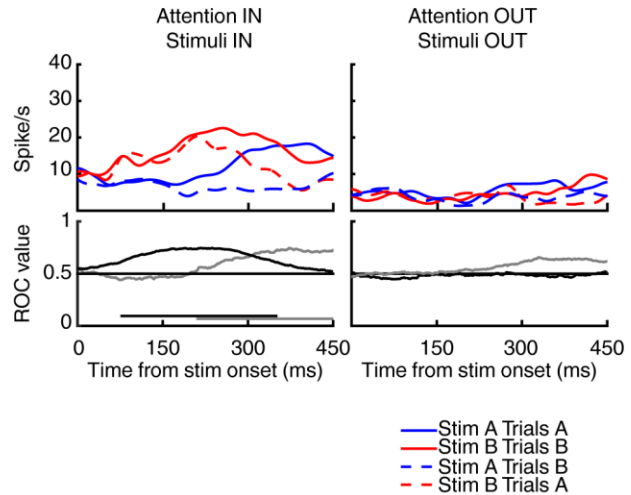 Attention IN
Stimuli IN
Attention OUT
Stimuli OUT
Spike/s
40
30
20
10
ROC value
1
0.5
0
0 150 300 450
0 150 300 450
Time from stim onset (ms)
Time from stim onset (ms)
Stim A Trials A
Stim B Trials B
Stim A Trials B
Stim B Trials A